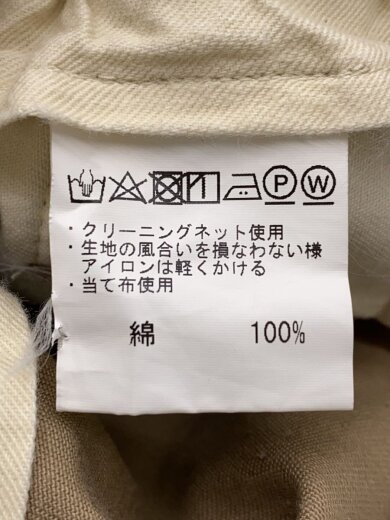 P W
・クリーニングネット使用
・生地の風合いを損なわない様
アイロンは軽くかける
・当て布使用
綿 100%